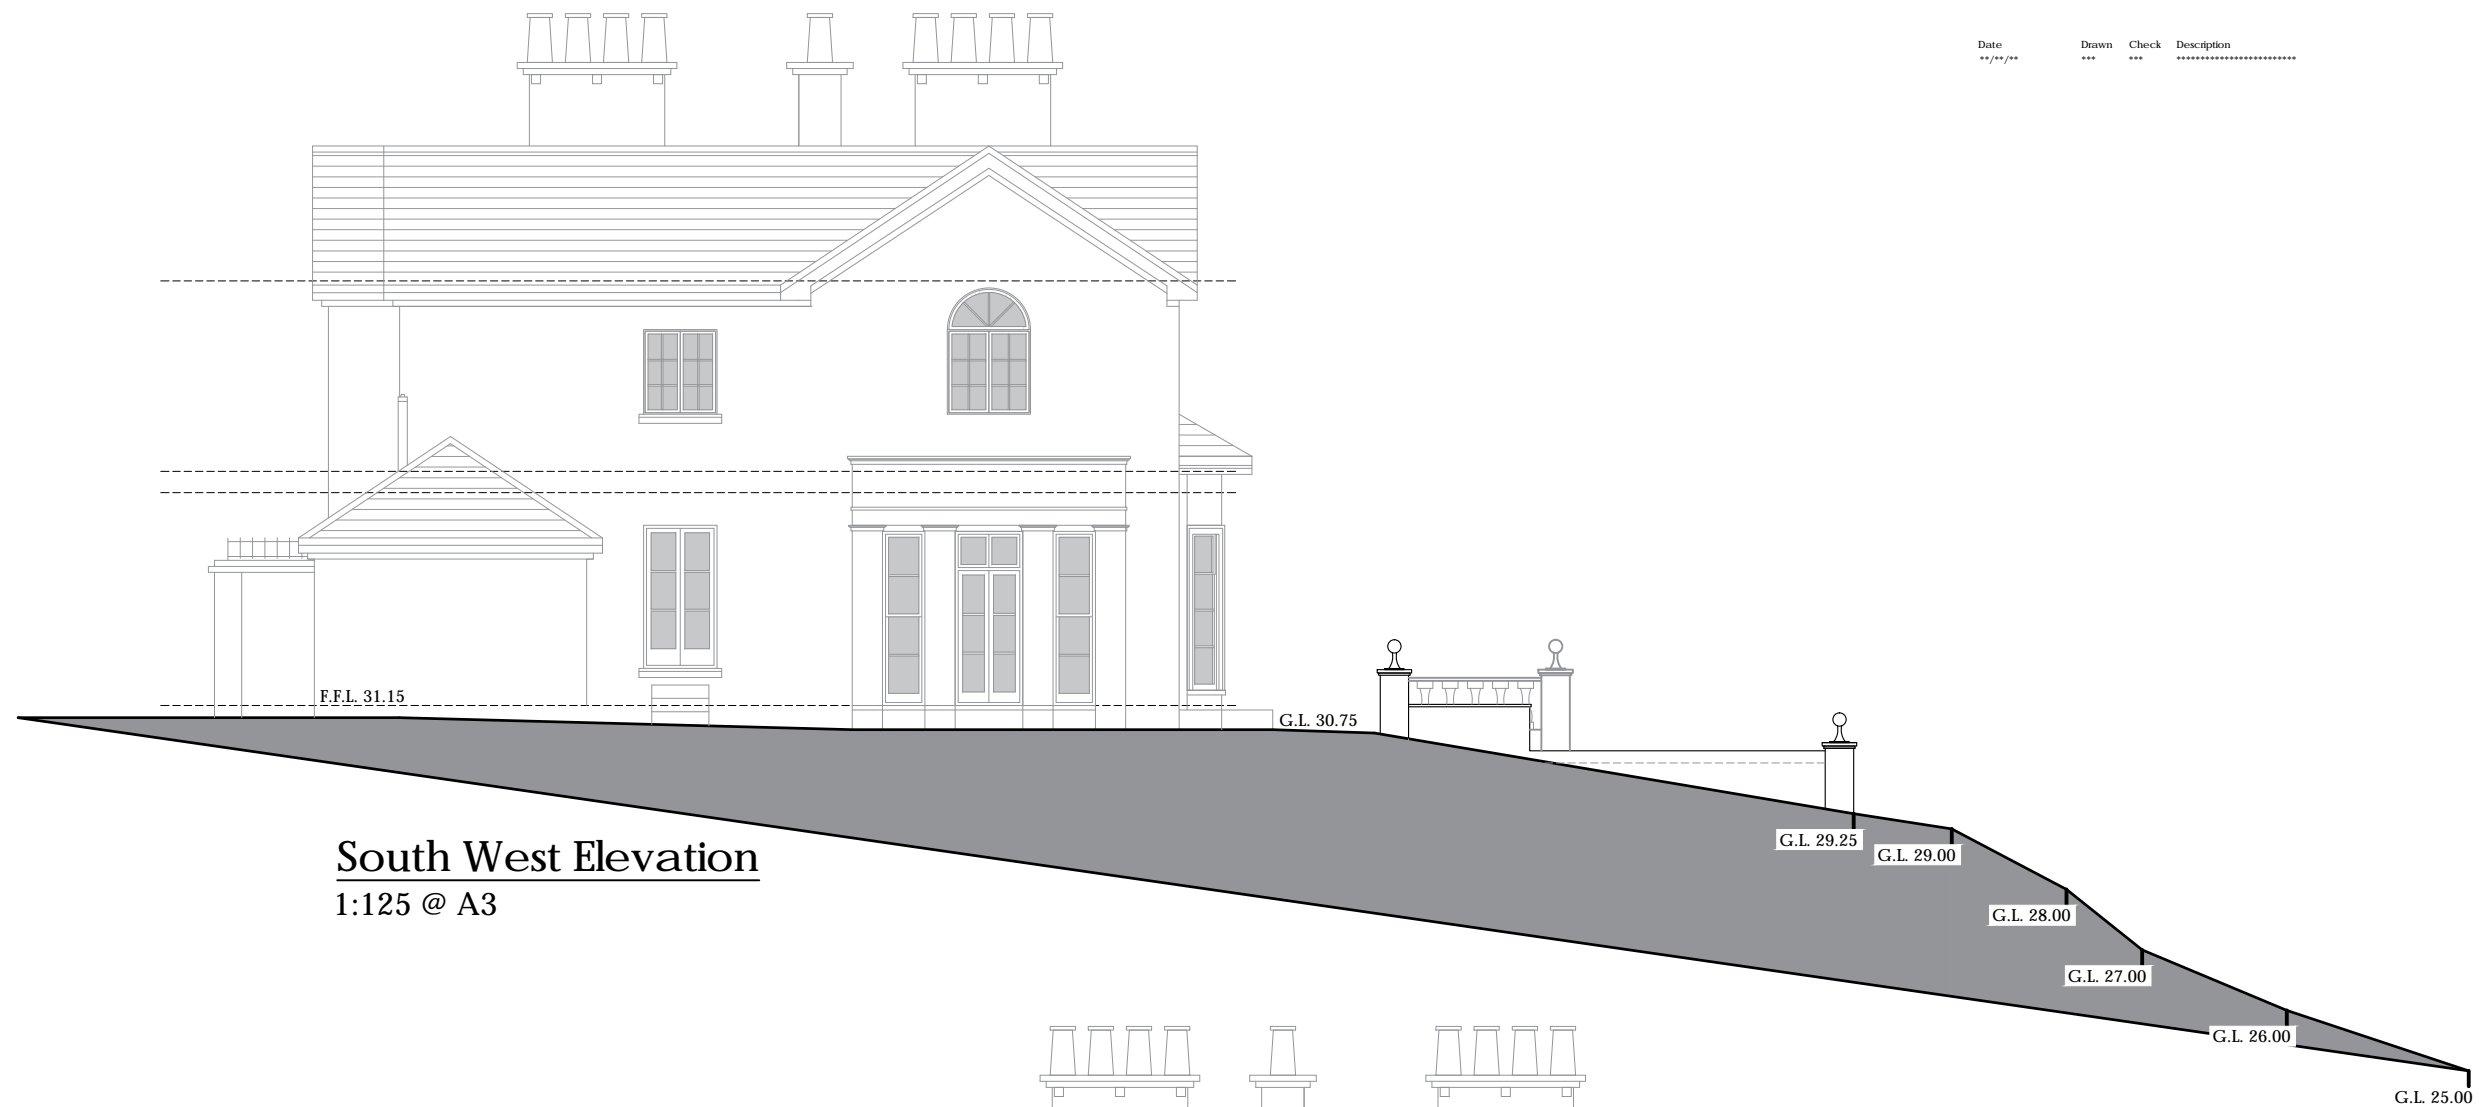 Date Drawn Check Description
**/**/** *** *** *************************
F.F.L. 31.15
G.L. 30.75
G.L. 29.25
G.L. 29.00
South West Elevation
1:125 @ A3
G.L. 28.00
G.L. 27.00
G.L. 26.00
G.L. 25.00